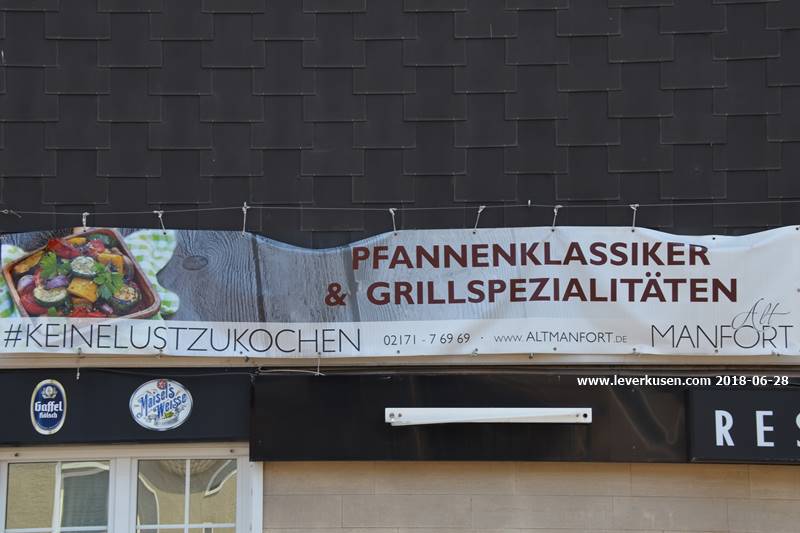 PFANNENKLASSIKER
& GRILLSPEZIALITÄTEN
#KEINELUSTZUKOCHEN
02171 - 7 69 69 · WWW.ALTMANFORT.DE
Alt
MANFORT
www.leverkusen.com 2018-06-28
Gaffel
Kölsch
Maisel's
Weisse
RES